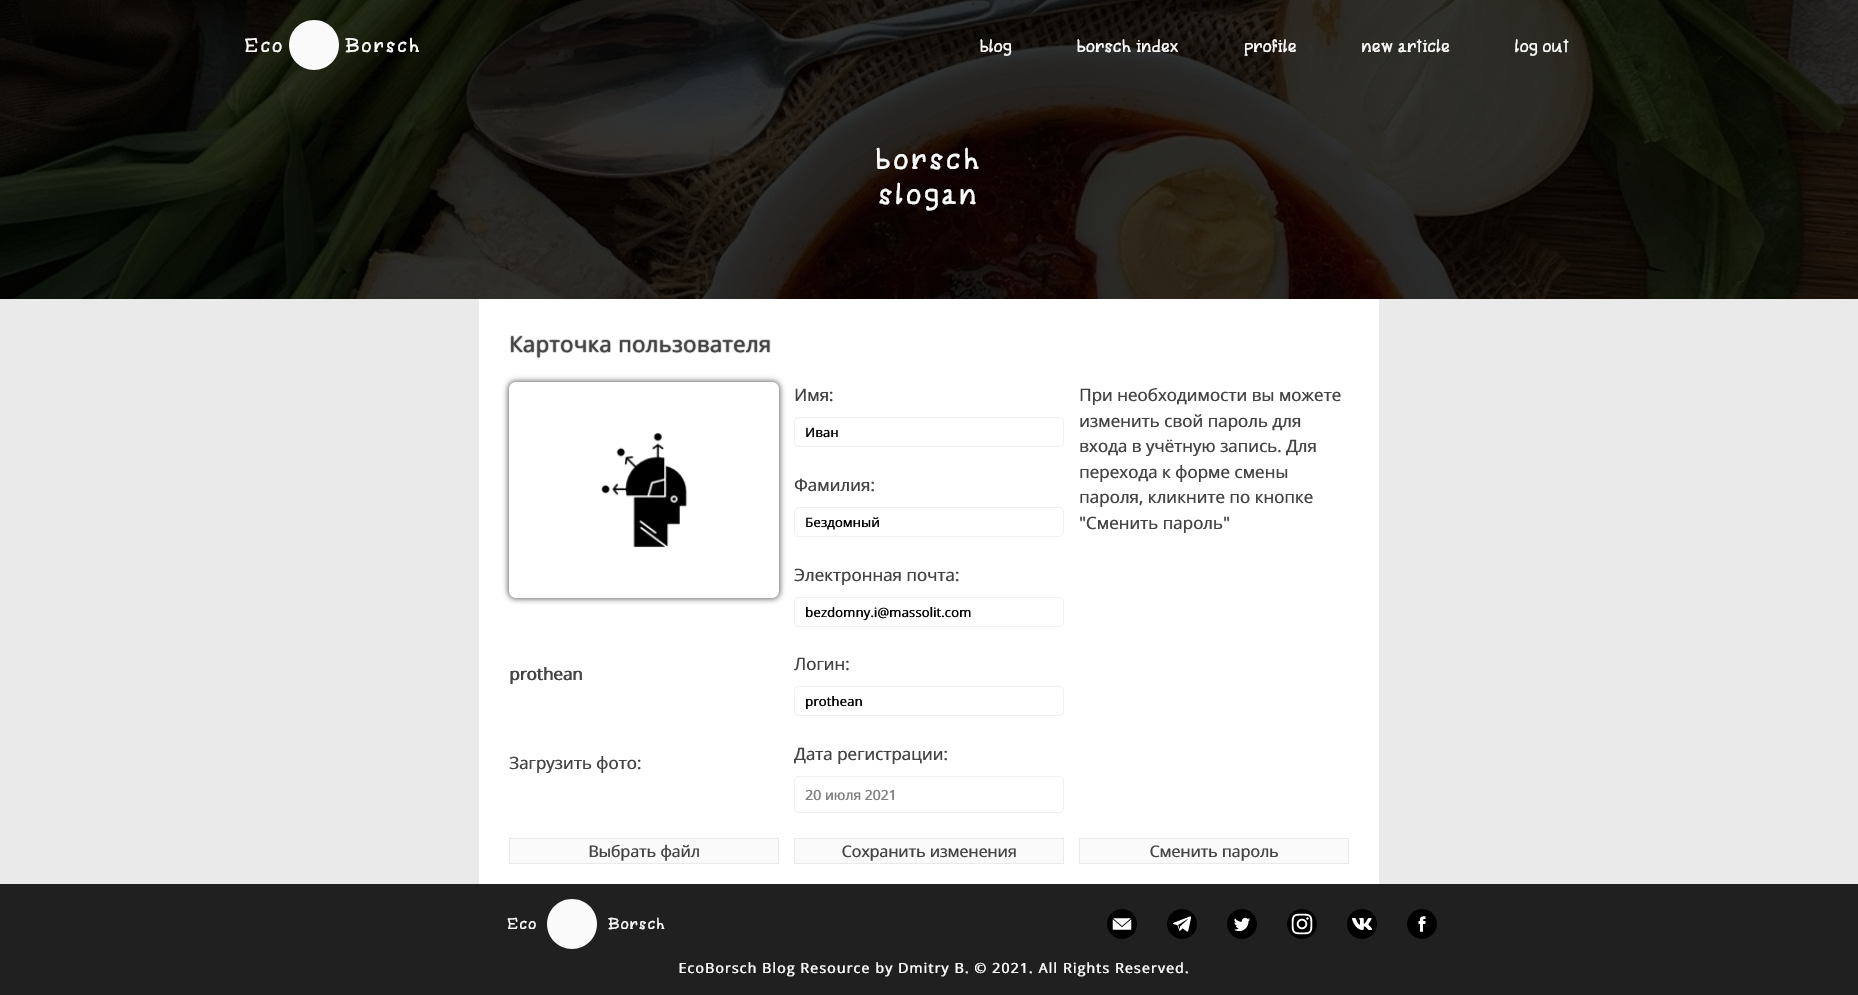 Eco Borsch
blog
borsch index
profile
new article
log out
borsch
slogan
Карточка пользователя
prothean
Загрузить фото:
Выбрать файл
Имя:
Иван
Фамилия:
Бездомный
Электронная почта:
bezdomny.i@massolit.com
Логин:
prothean
Дата регистрации:
20 июля 2021
Сохранить изменения
При необходимости вы можете
изменить свой пароль для
входа в учётную запись. Для
перехода к форме смены
пароля, кликните по кнопке
"Сменить пароль"
Сменить пароль
Eco Borsch
EcoBorsch Blog Resource by Dmitry B. © 2021. All Rights Reserved.